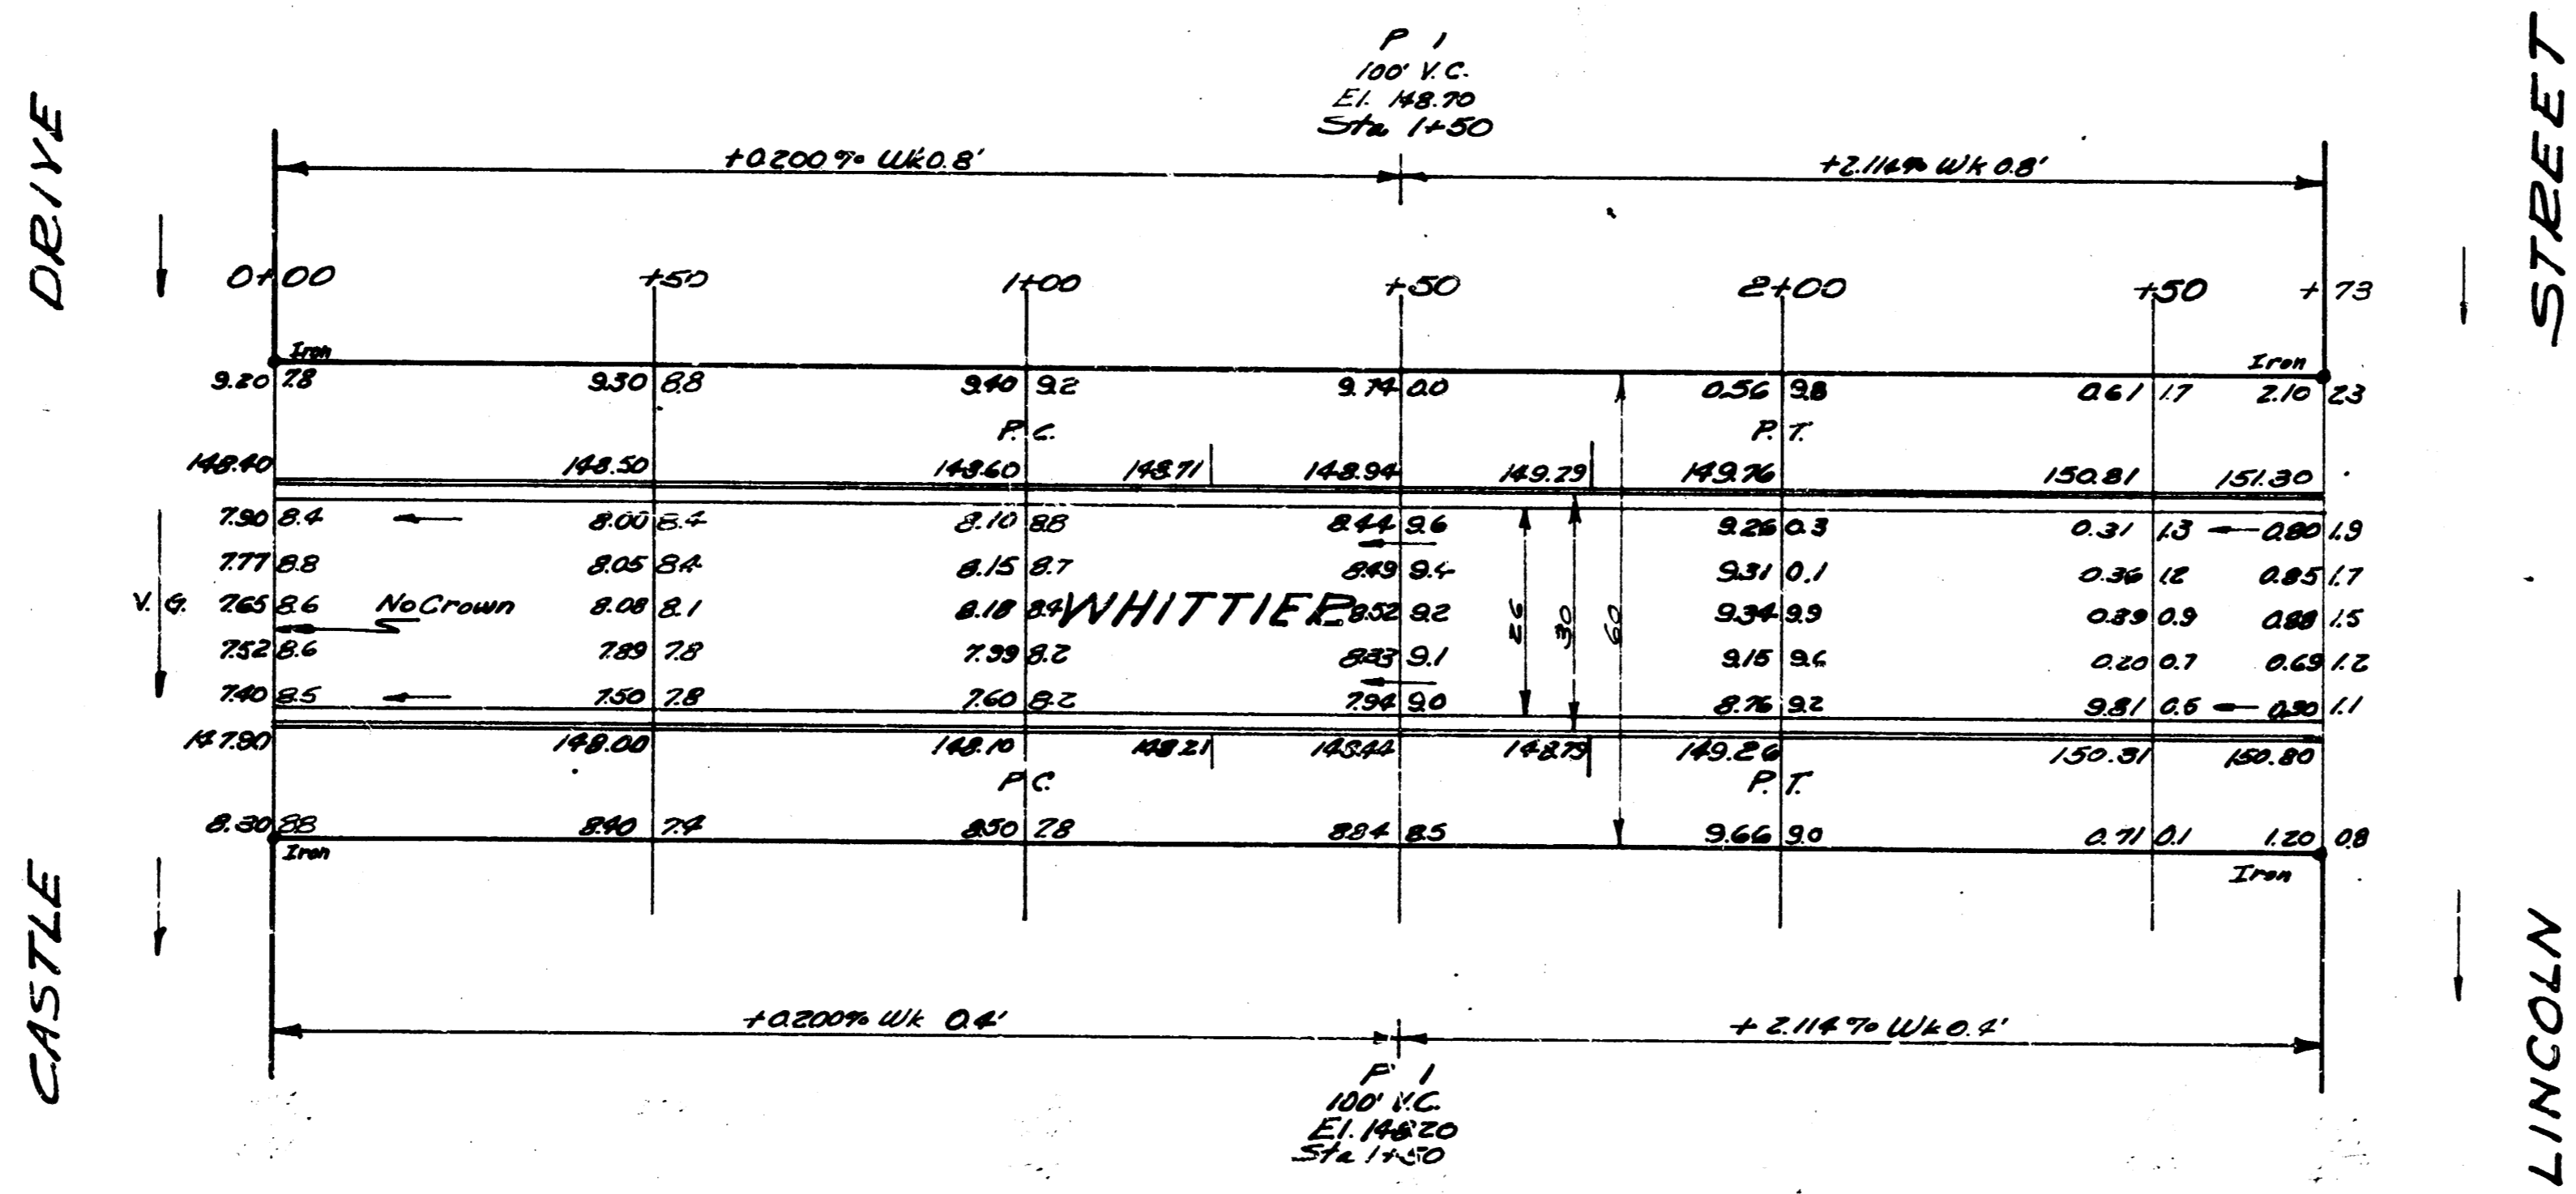 P I
100' V.C.
El. 148.70
Sta 1+50
DRIVE
STREET
+0.200% Wk 0.8'
+2.114% Wk 0.8'
0+00 +50 1+00 +50 2+00 +50 +73
Iron Iron
9.20 7.8 9.30 8.8 9.40 9.2 9.74 0.0 0.56 9.8 0.61 1.7 2.10 2.3
P.C. P.T.
148.40 148.50 148.60 148.71 148.94 149.29 149.76 150.81 151.30
7.90 8.4 8.00 8.4 8.10 8.8 8.44 9.6 9.26 0.3 0.31 1.3 0.80 1.9
7.77 8.8 8.05 8.4 8.15 8.7 8.49 9.4 9.31 0.1 0.36 1.2 0.85 1.7
V. G. 7.65 8.6 No Crown 8.08 8.1 8.18 8.4 WHITTIER 8.52 9.2 26 30 60 9.34 9.9 0.39 0.9 0.88 1.5
7.52 8.6 7.89 7.8 7.99 8.2 8.33 9.1 9.15 9.6 0.20 0.7 0.69 1.2
7.40 8.5 7.50 7.8 7.60 8.2 7.94 9.0 8.76 9.2 9.81 0.5 0.30 1.1
147.90 148.00 148.10 148.21 148.44 148.79 149.26 150.31 150.80
P.C. P.T.
8.30 8.8 8.40 7.4 8.50 7.8 8.84 8.5 9.66 9.0 0.71 0.1 1.20 0.8
Iron Iron
CASTLE
LINCOLN
+0.200% Wk 0.4'
+2.114% Wk 0.4'
P I
100' V.C.
El. 148.20
Sta 1+50